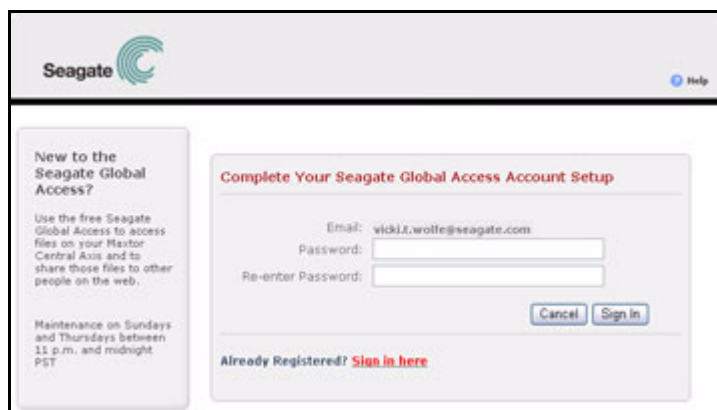 Seagate
Help
New to the
Seagate Global
Access?
Use the free Seagate
Global Access to access
files on your Maxtor
Central Axis and to
share those files to other
people on the web.
Maintenance on Sundays
and Thursdays between
11 p.m. and midnight
PST
Complete Your Seagate Global Access Account Setup
Email: vicki.t.wolfe@seagate.com
Password:
Re-enter Password:
Cancel Sign In
Already Registered? Sign in here